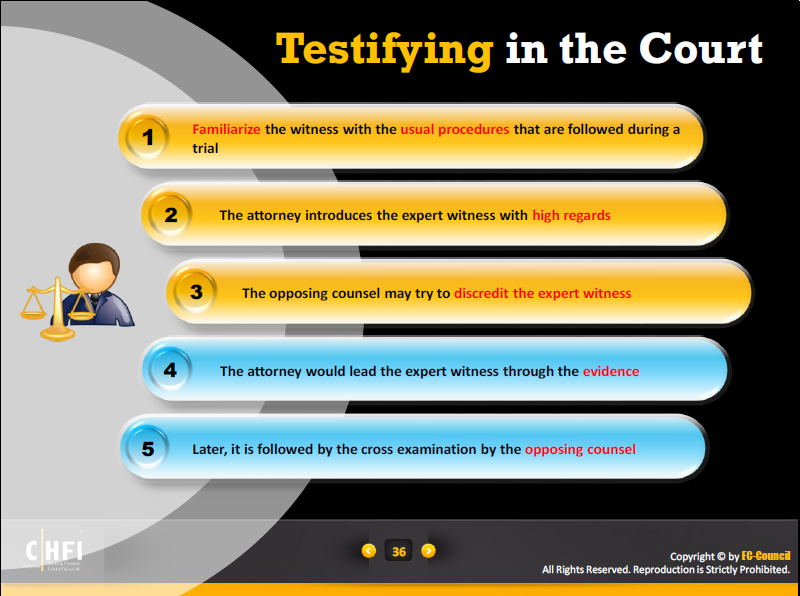 Testifying in the Court
1
Familiarize the witness with the usual procedures that are followed during a
trial
2
The attorney introduces the expert witness with high regards
3
The opposing counsel may try to discredit the expert witness
4
The attorney would lead the expert witness through the evidence
5
Later, it is followed by the cross examination by the opposing counsel
CHFI
36
Copyright © by EC-Council
All Rights Reserved. Reproduction is Strictly Prohibited.